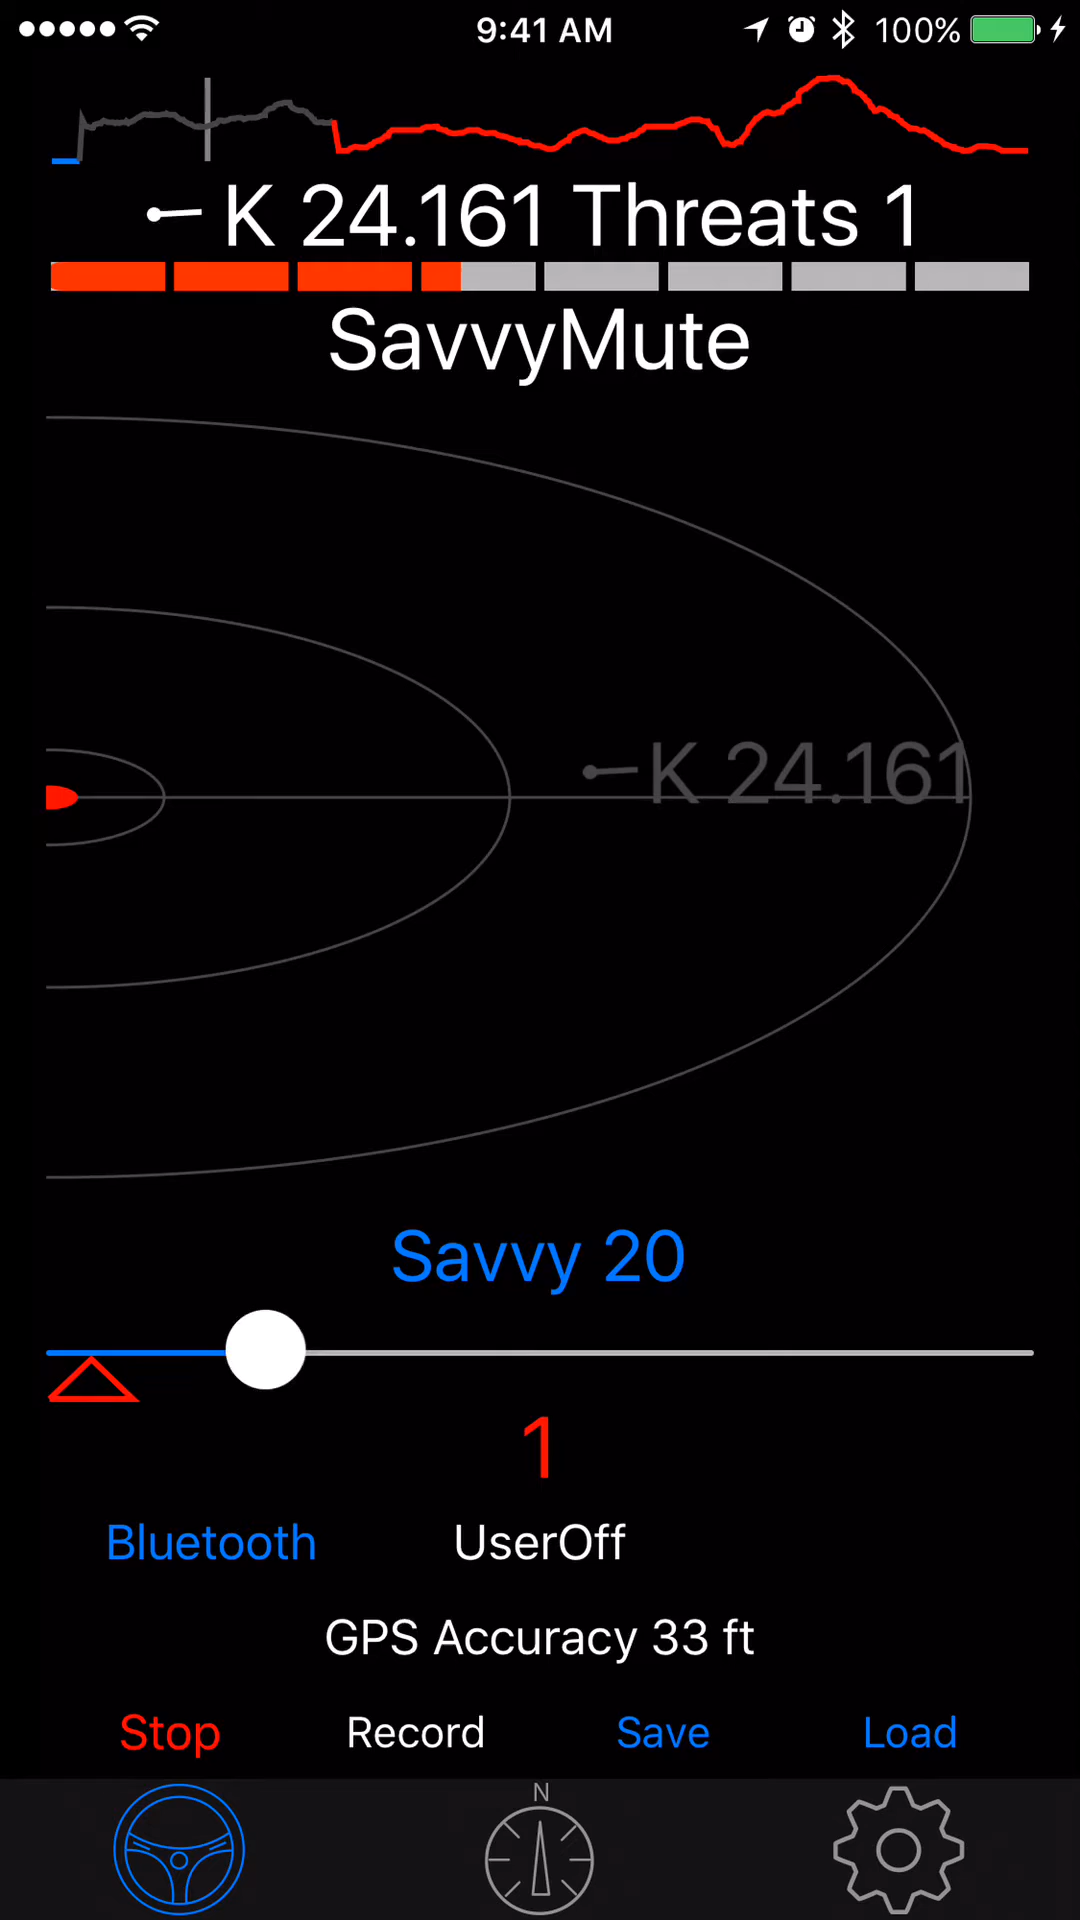 9:41 AM 100%
K 24.161 Threats 1
SavvyMute
K 24.161
Savvy 20
1
Bluetooth UserOff
GPS Accuracy 33 ft
Stop Record Save Load
N